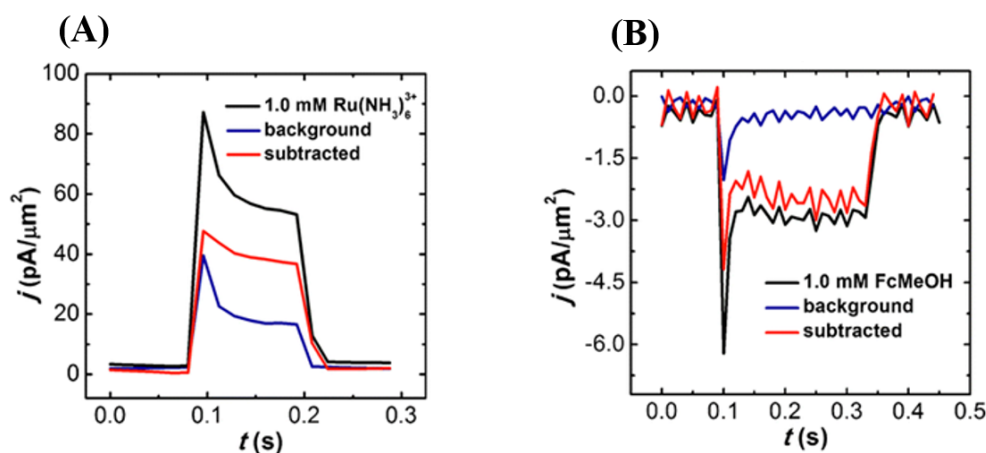 (A)
100
80
60
40
20
0
j (pA/μm²)
1.0 mM Ru(NH₃)₆³⁺
background
subtracted
0.0 0.1 0.2 0.3
t (s)
(B)
0.0
-1.5
-3.0
-4.5
-6.0
j (pA/μm²)
1.0 mM FcMeOH
background
subtracted
0.0 0.1 0.2 0.3 0.4 0.5
t (s)